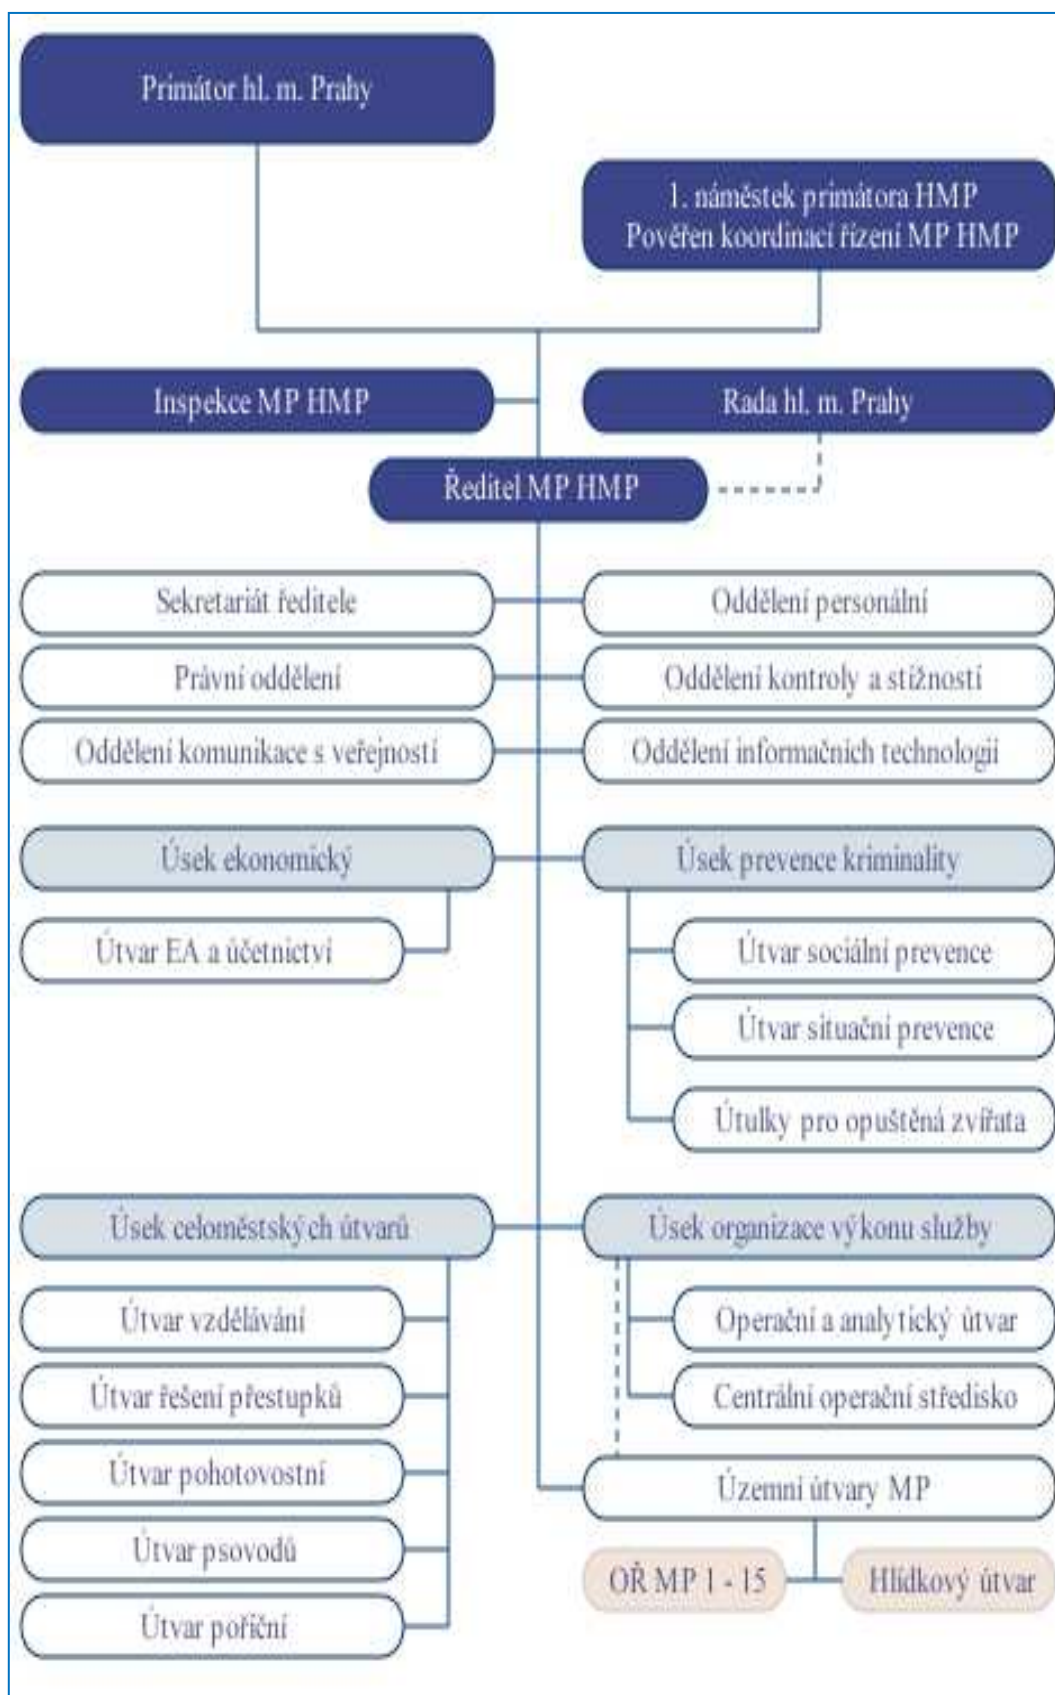 Primátor hl. m. Prahy
1. náměstek primátora HMP
Pověřen koordinací řízení MP HMP
Inspekce MP HMP
Rada hl. m. Prahy
Ředitel MP HMP
Sekretariát ředitele
Oddělení personální
Právní oddělení
Oddělení kontroly a stížností
Oddělení komunikace s veřejností
Oddělení informačních technologií
Úsek ekonomický
Úsek prevence kriminality
Útvar EA a účetnictví
Útvar sociální prevence
Útvar situační prevence
Útulky pro opuštěná zvířata
Úsek celoměstských útvarů
Úsek organizace výkonu služby
Útvar vzdělávání
Operační a analytický útvar
Útvar řešení přestupků
Centrální operační středisko
Útvar pohotovostní
Územní útvary MP
Útvar psovodů
OŘ MP 1 - 15
Hlídkový útvar
Útvar poříční